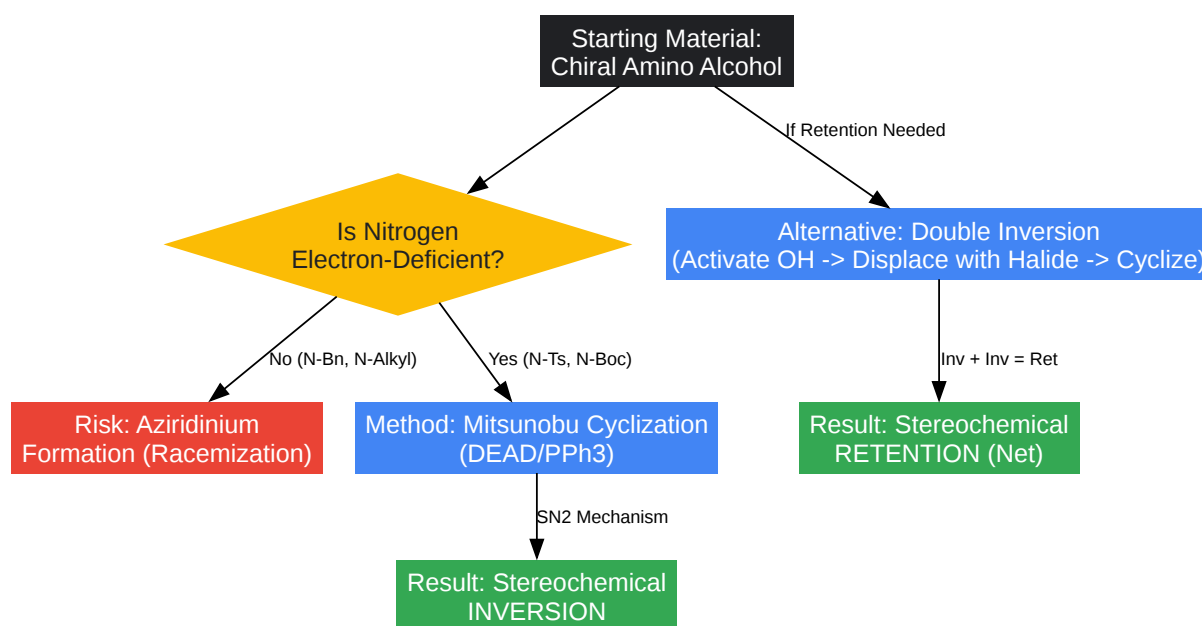 Starting Material:
Chiral Amino Alcohol
If Retention Needed
Is Nitrogen
Electron-Deficient?
Alternative: Double Inversion
(Activate OH -> Displace with Halide -> Cyclize)
No (N-Bn, N-Alkyl)
Yes (N-Ts, N-Boc)
Inv + Inv = Ret
Risk: Aziridinium
Formation (Racemization)
Method: Mitsunobu Cyclization
(DEAD/PPh3)
Result: Stereochemical
RETENTION (Net)
SN2 Mechanism
Result: Stereochemical
INVERSION